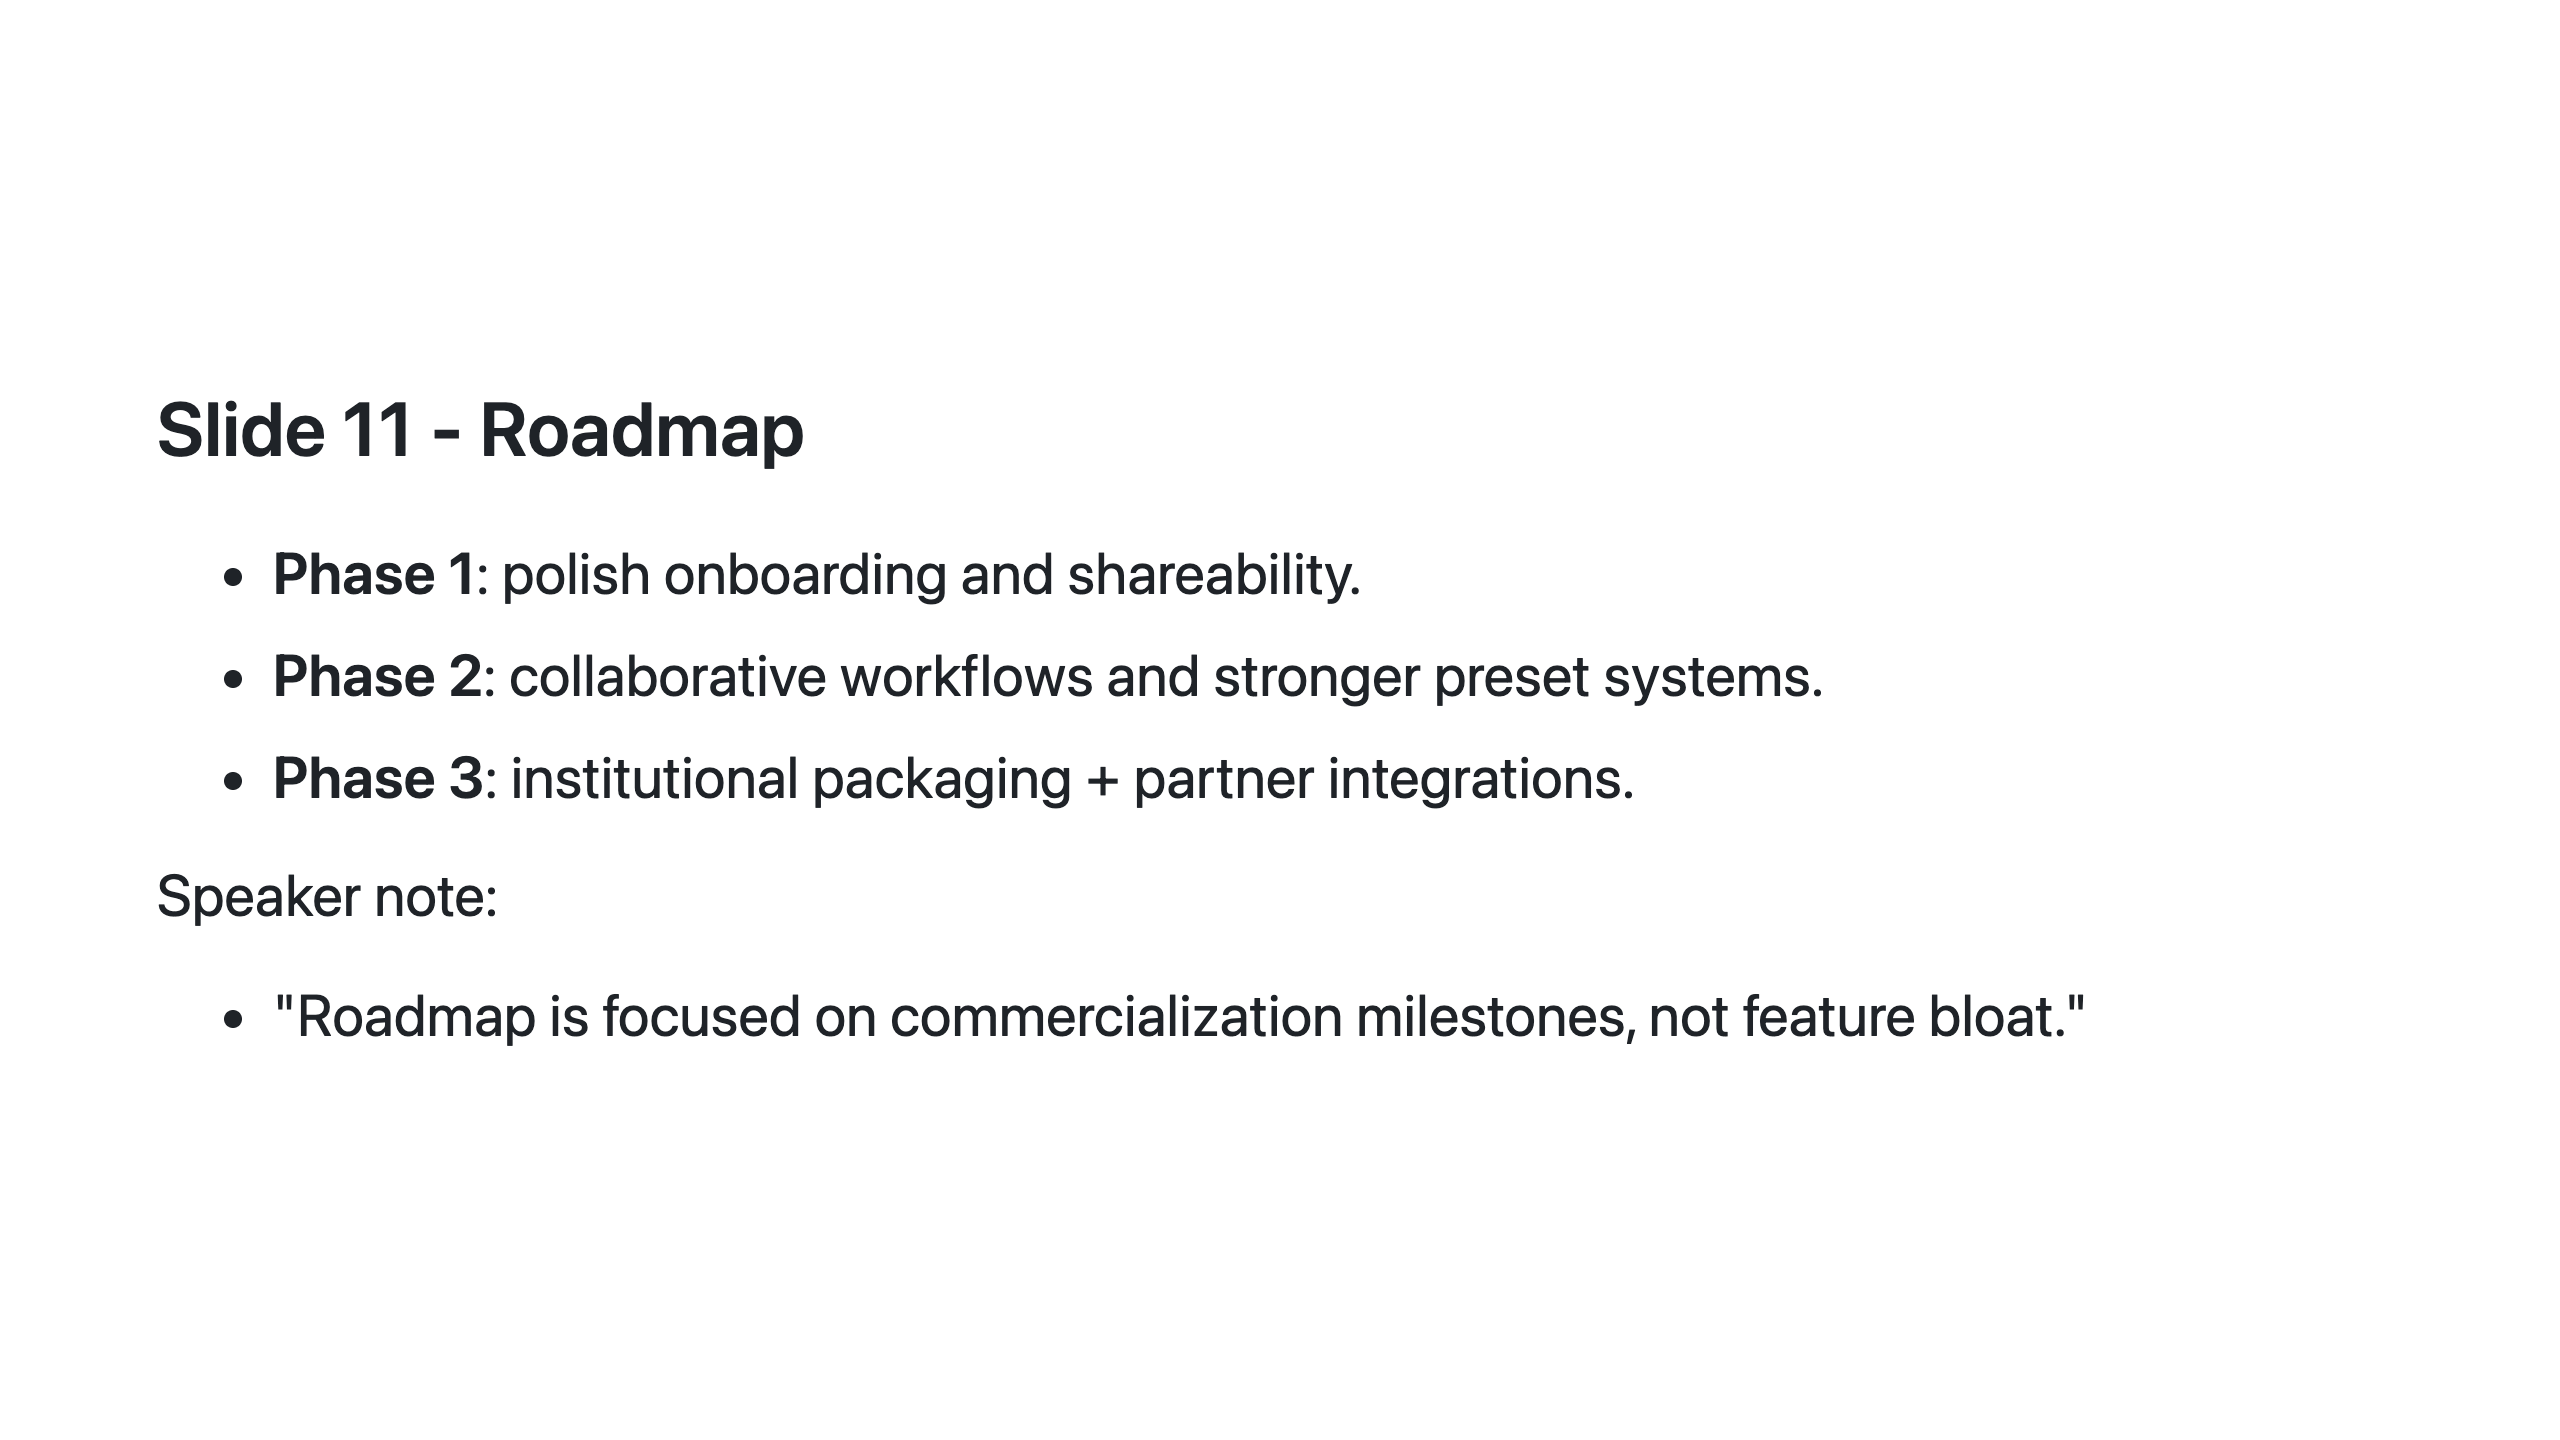 Slide 11 - Roadmap
• Phase 1: polish onboarding and shareability.
• Phase 2: collaborative workflows and stronger preset systems.
• Phase 3: institutional packaging + partner integrations.
Speaker note:
• "Roadmap is focused on commercialization milestones, not feature bloat."